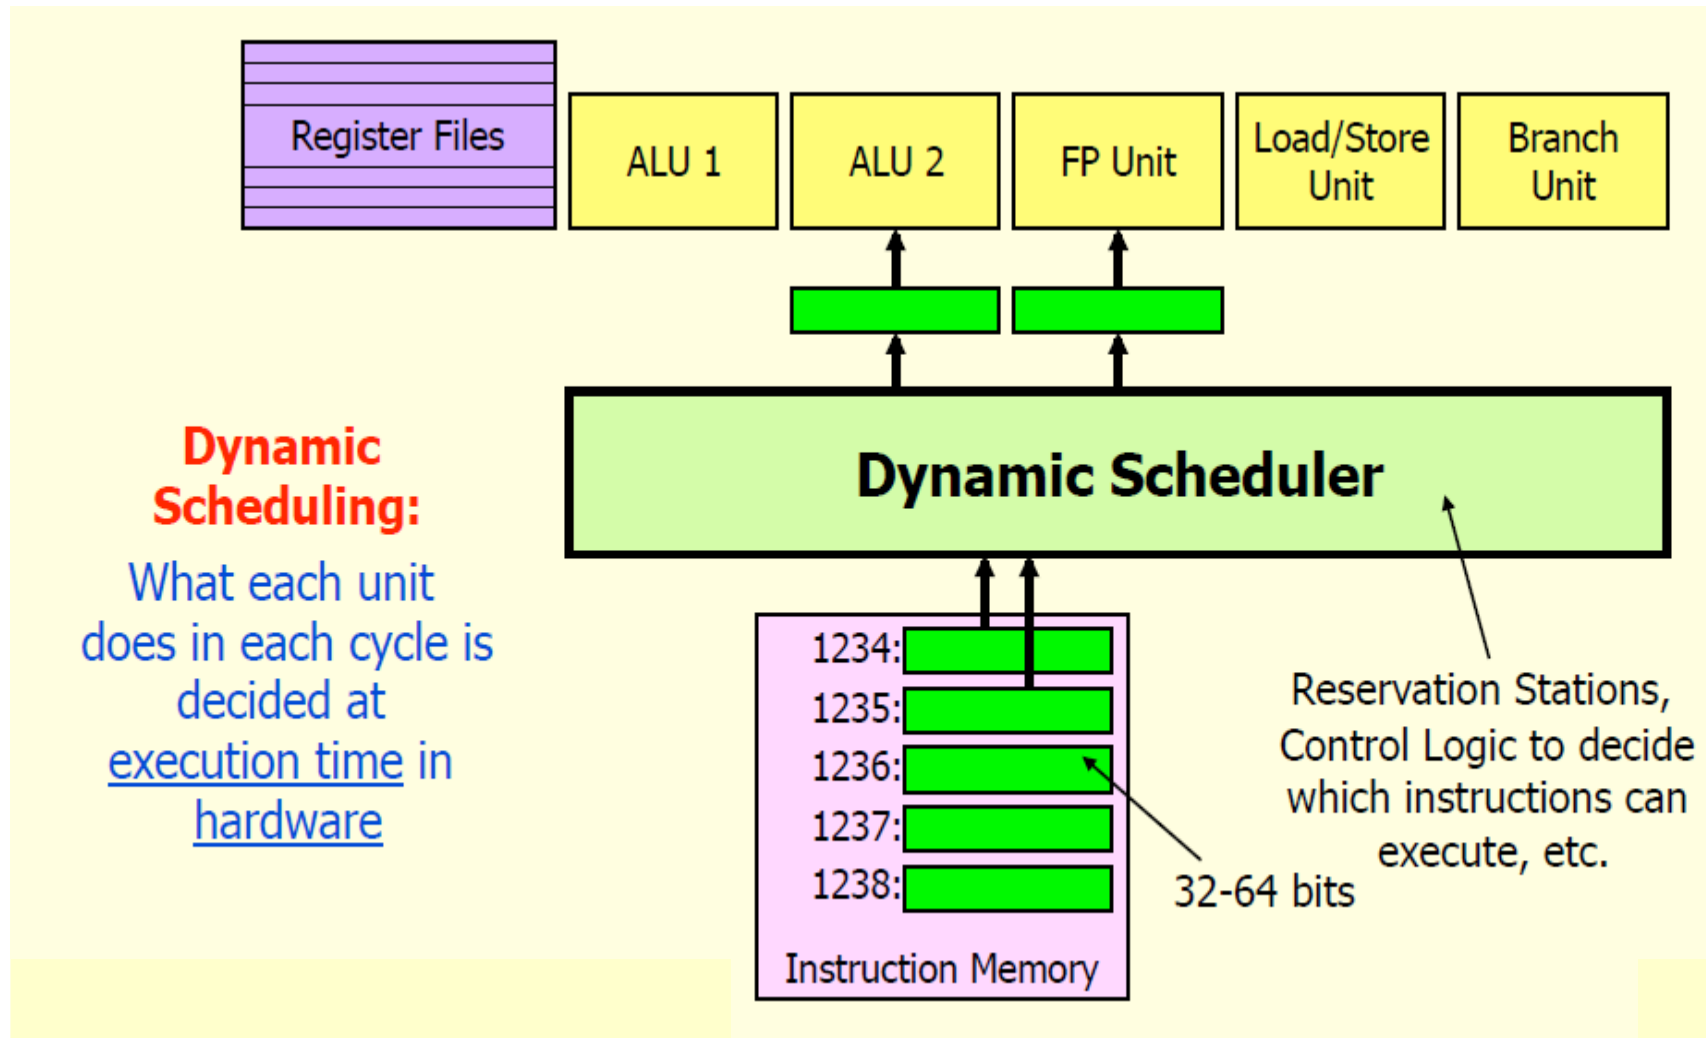 Register Files
ALU 1
ALU 2
FP Unit
Load/Store
Unit
Branch
Unit
Dynamic
Scheduling:
What each unit
does in each cycle is
decided at
execution time in
hardware
Dynamic Scheduler
1234:
1235:
1236:
1237:
1238:
Instruction Memory
32-64 bits
Reservation Stations,
Control Logic to decide
which instructions can
execute, etc.